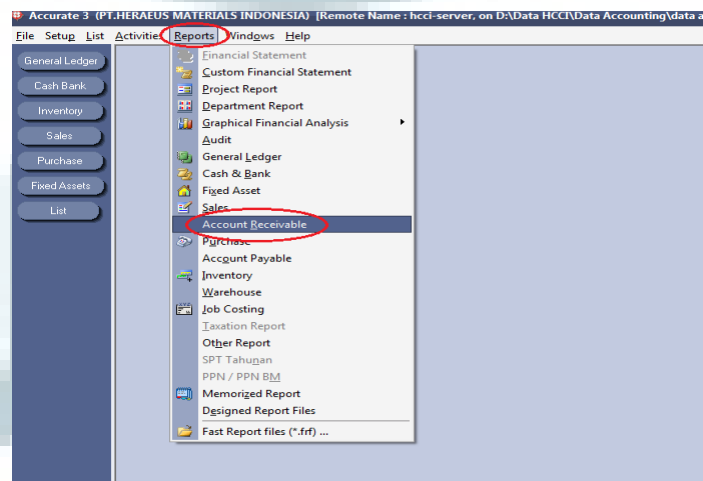 Accurate 3 (PT.HERAEUS MATERIALS INDONESIA) [Remote Name : hcci-server, on D:\Data HCCI\Data Accounting\data a
File Setup List Activities Reports Windows Help
General Ledger
Cash Bank
Inventory
Sales
Purchase
Fixed Assets
List
Financial Statement
Custom Financial Statement
Project Report
Department Report
Graphical Financial Analysis
Audit
General Ledger
Cash & Bank
Fixed Asset
Sales
Account Receivable
Purchase
Account Payable
Inventory
Warehouse
Job Costing
Taxation Report
Other Report
SPT Tahunan
PPN / PPN BM
Memorized Report
Designed Report Files
Fast Report files (*.frf) ...